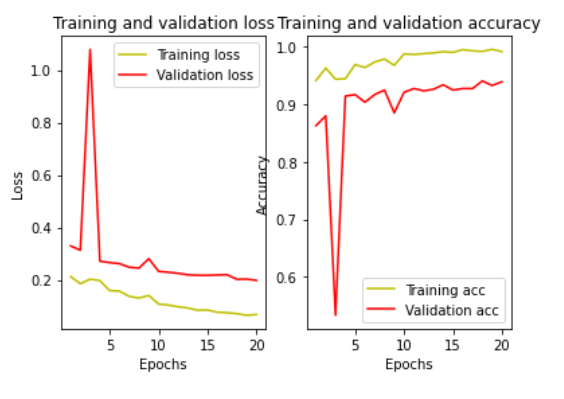 Training and validation loss
Training and validation accuracy
Training loss
Validation loss
Loss
1.0
0.8
0.6
0.4
0.2
5
10
15
20
Epochs
Accuracy
1.0
0.9
0.8
0.7
0.6
Training acc
Validation acc
5
10
15
20
Epochs